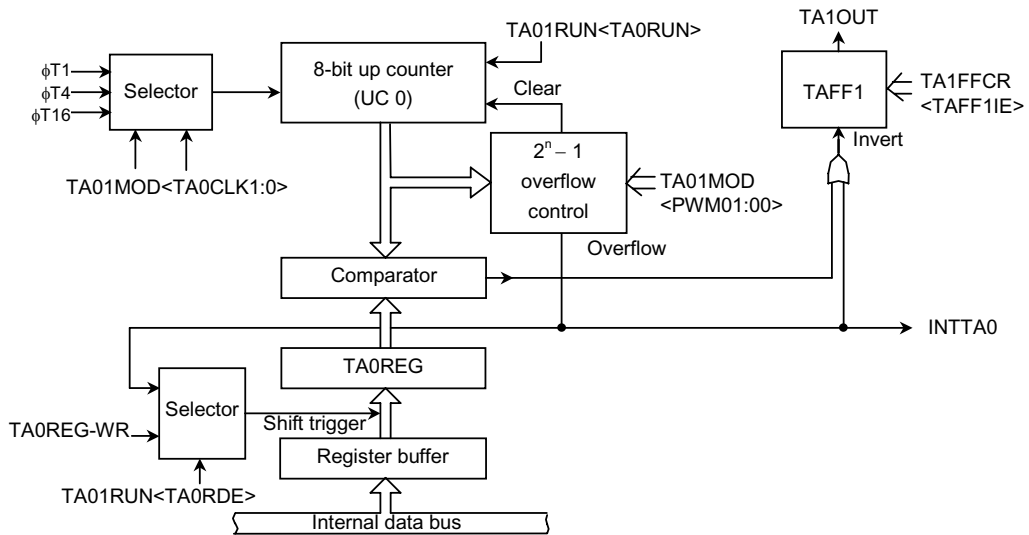 TA1OUT
TA01RUN<TA0RUN>
8-bit up counter
(UC 0)
ϕT1
ϕT4
ϕT16
Selector
Clear
TAFF1
TA1FFCR
<TAFF1IE>
Invert
2ⁿ – 1
overflow
control
TA01MOD<TA0CLK1:0>
TA01MOD
<PWM01:00>
Overflow
Comparator
INTTA0
TA0REG
Selector
Shift trigger
TA0REG-WR
Register buffer
TA01RUN<TA0RDE>
Internal data bus